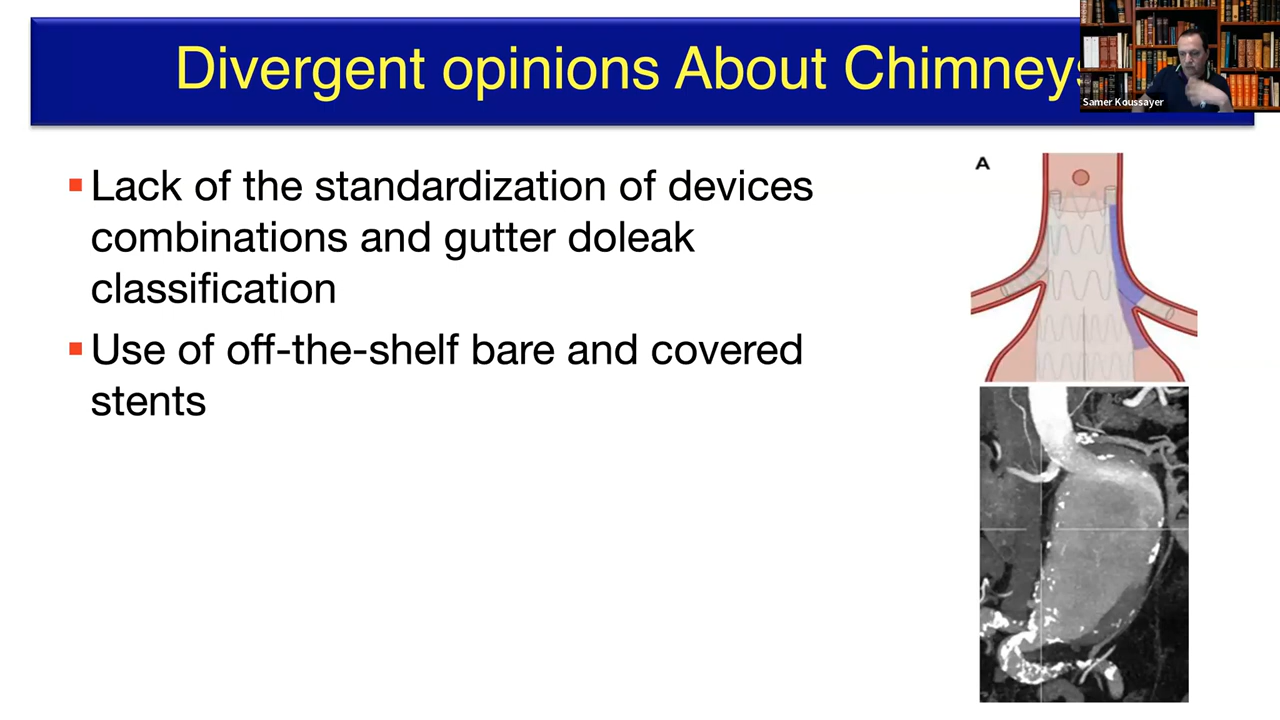 Divergent opinions About Chimneys
Samer Koussayer
Lack of the standardization of devices
combinations and gutter doleak
classification
Use of off-the-shelf bare and covered
stents
A